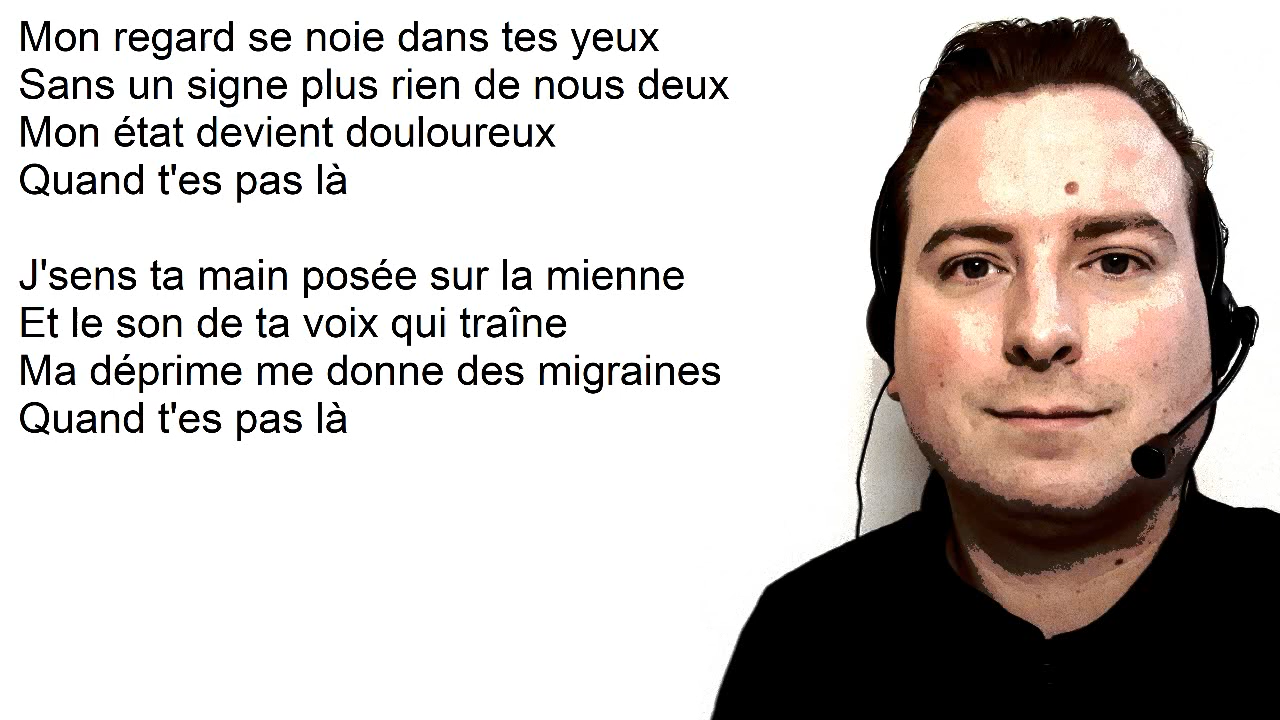 Mon regard se noie dans tes yeux
Sans un signe plus rien de nous deux
Mon état devient douloureux
Quand t'es pas là
J'sens ta main posée sur la mienne
Et le son de ta voix qui traîne
Ma déprime me donne des migraines
Quand t'es pas là